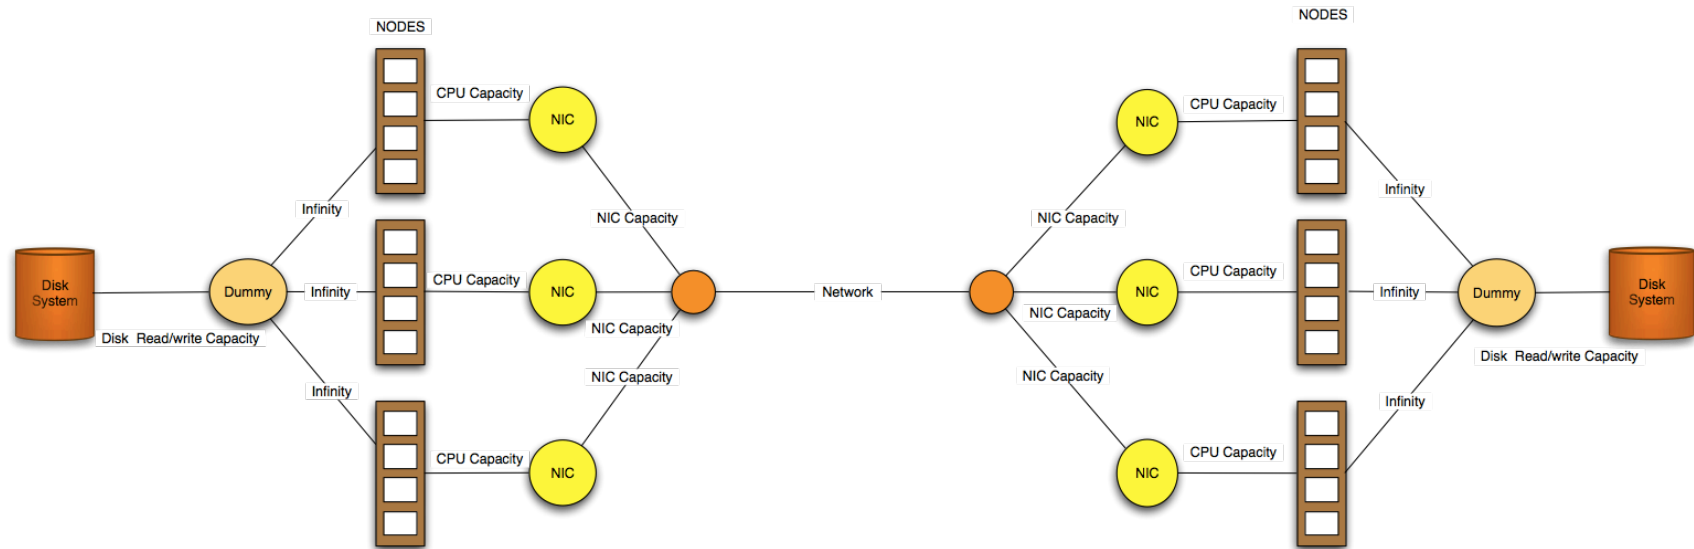 NODES
NODES
CPU Capacity
NIC
NIC
CPU Capacity
Infinity
Infinity
NIC Capacity
NIC Capacity
Disk
System
Dummy
Infinity
CPU Capacity
NIC
NIC Capacity
Network
NIC Capacity
NIC
CPU Capacity
Infinity
Dummy
Disk
System
Disk Read/write Capacity
Disk Read/write Capacity
Infinity
NIC Capacity
NIC Capacity
Infinity
CPU Capacity
NIC
NIC
CPU Capacity